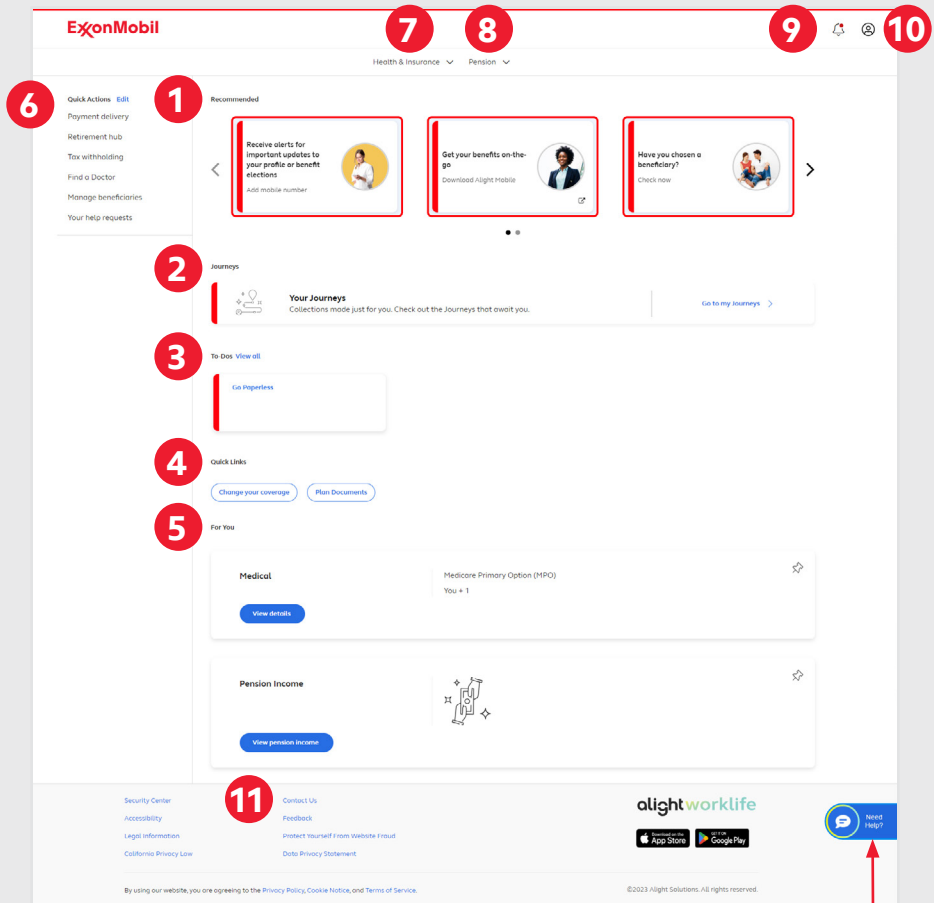 ExxonMobil
7
8
9
10
Health & Insurance
Pension
6
Quick Actions Edit
Payment delivery
Retirement hub
Tax withholding
Find a Doctor
Manage beneficiaries
Your help requests
1
Recommended
Receive alerts for
important updates to
your profile or benefit
elections
Add mobile number
Get your benefits on-the-
go
Download Alight Mobile
Have you chosen a
beneficiary?
Check now
2
Journeys
Your Journeys
Collections made just for you. Check out the Journeys that await you.
Go to my Journeys
3
To-Dos View all
Go Paperless
4
Quick Links
Change your coverage
Plan Documents
5
For You
Medical
Medicare Primary Option (MPO)
You + 1
View details
Pension Income
View pension income
11
Security Center
Accessibility
Legal Information
California Privacy Law
Contact Us
Feedback
Protect Yourself From Website Fraud
Data Privacy Statement
alightworklife
Download on the
App Store
GET IT ON
Google Play
Need
Help?
By using our website, you are agreeing to the Privacy Policy, Cookie Notice, and Terms of Service.
©2023 Alight Solutions. All rights reserved.